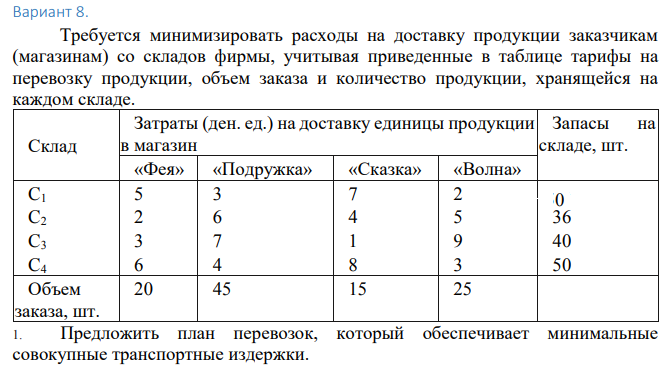 Вариант 8.
Требуется минимизировать расходы на доставку продукции заказчикам
(магазинам) со складов фирмы, учитывая приведенные в таблице тарифы на
перевозку продукции, объем заказа и количество продукции, хранящейся на
каждом складе.
Склад
Затраты (ден. ед.) на доставку единицы продукции
в магазин
Запасы на
складе, шт.
«Фея» «Подружка» «Сказка» «Волна»
С1 5 3 7 2
С2 2 6 4 5 36
С3 3 7 1 9 40
С4 6 4 8 3 50
Объем
заказа, шт.
20 45 15 25
1. Предложить план перевозок, который обеспечивает минимальные
совокупные транспортные издержки.